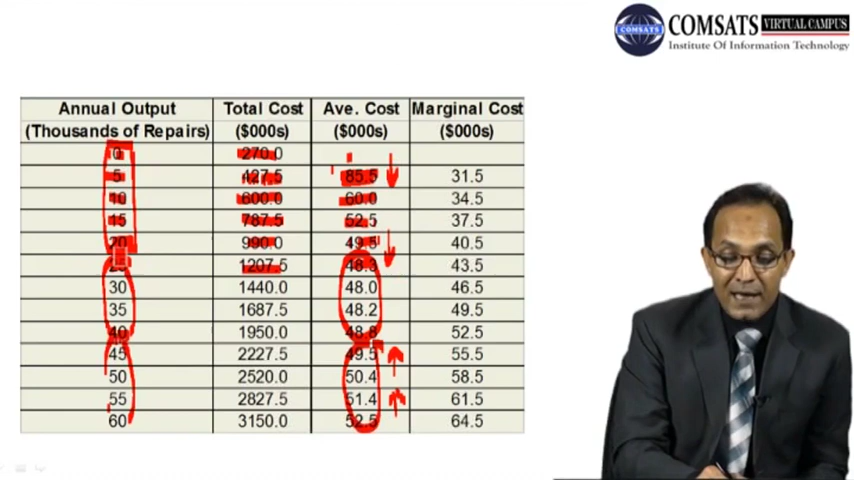 COMSATS VIRTUAL CAMPUS
COMSATS
Institute Of Information Technology
Annual Output Total Cost Ave. Cost Marginal Cost
(Thousands of Repairs) ($000s) ($000s) ($000s)
0 270.0
5 427.5 85.5 31.5
10 600.0 60.0 34.5
15 787.5 52.5 37.5
20 990.0 49.5 40.5
1207.5 48.3 43.5
30 1440.0 48.0 46.5
35 1687.5 48.2 49.5
40 1950.0 48.8 52.5
45 2227.5 49.5 55.5
50 2520.0 50.4 58.5
55 2827.5 51.4 61.5
60 3150.0 52.5 64.5